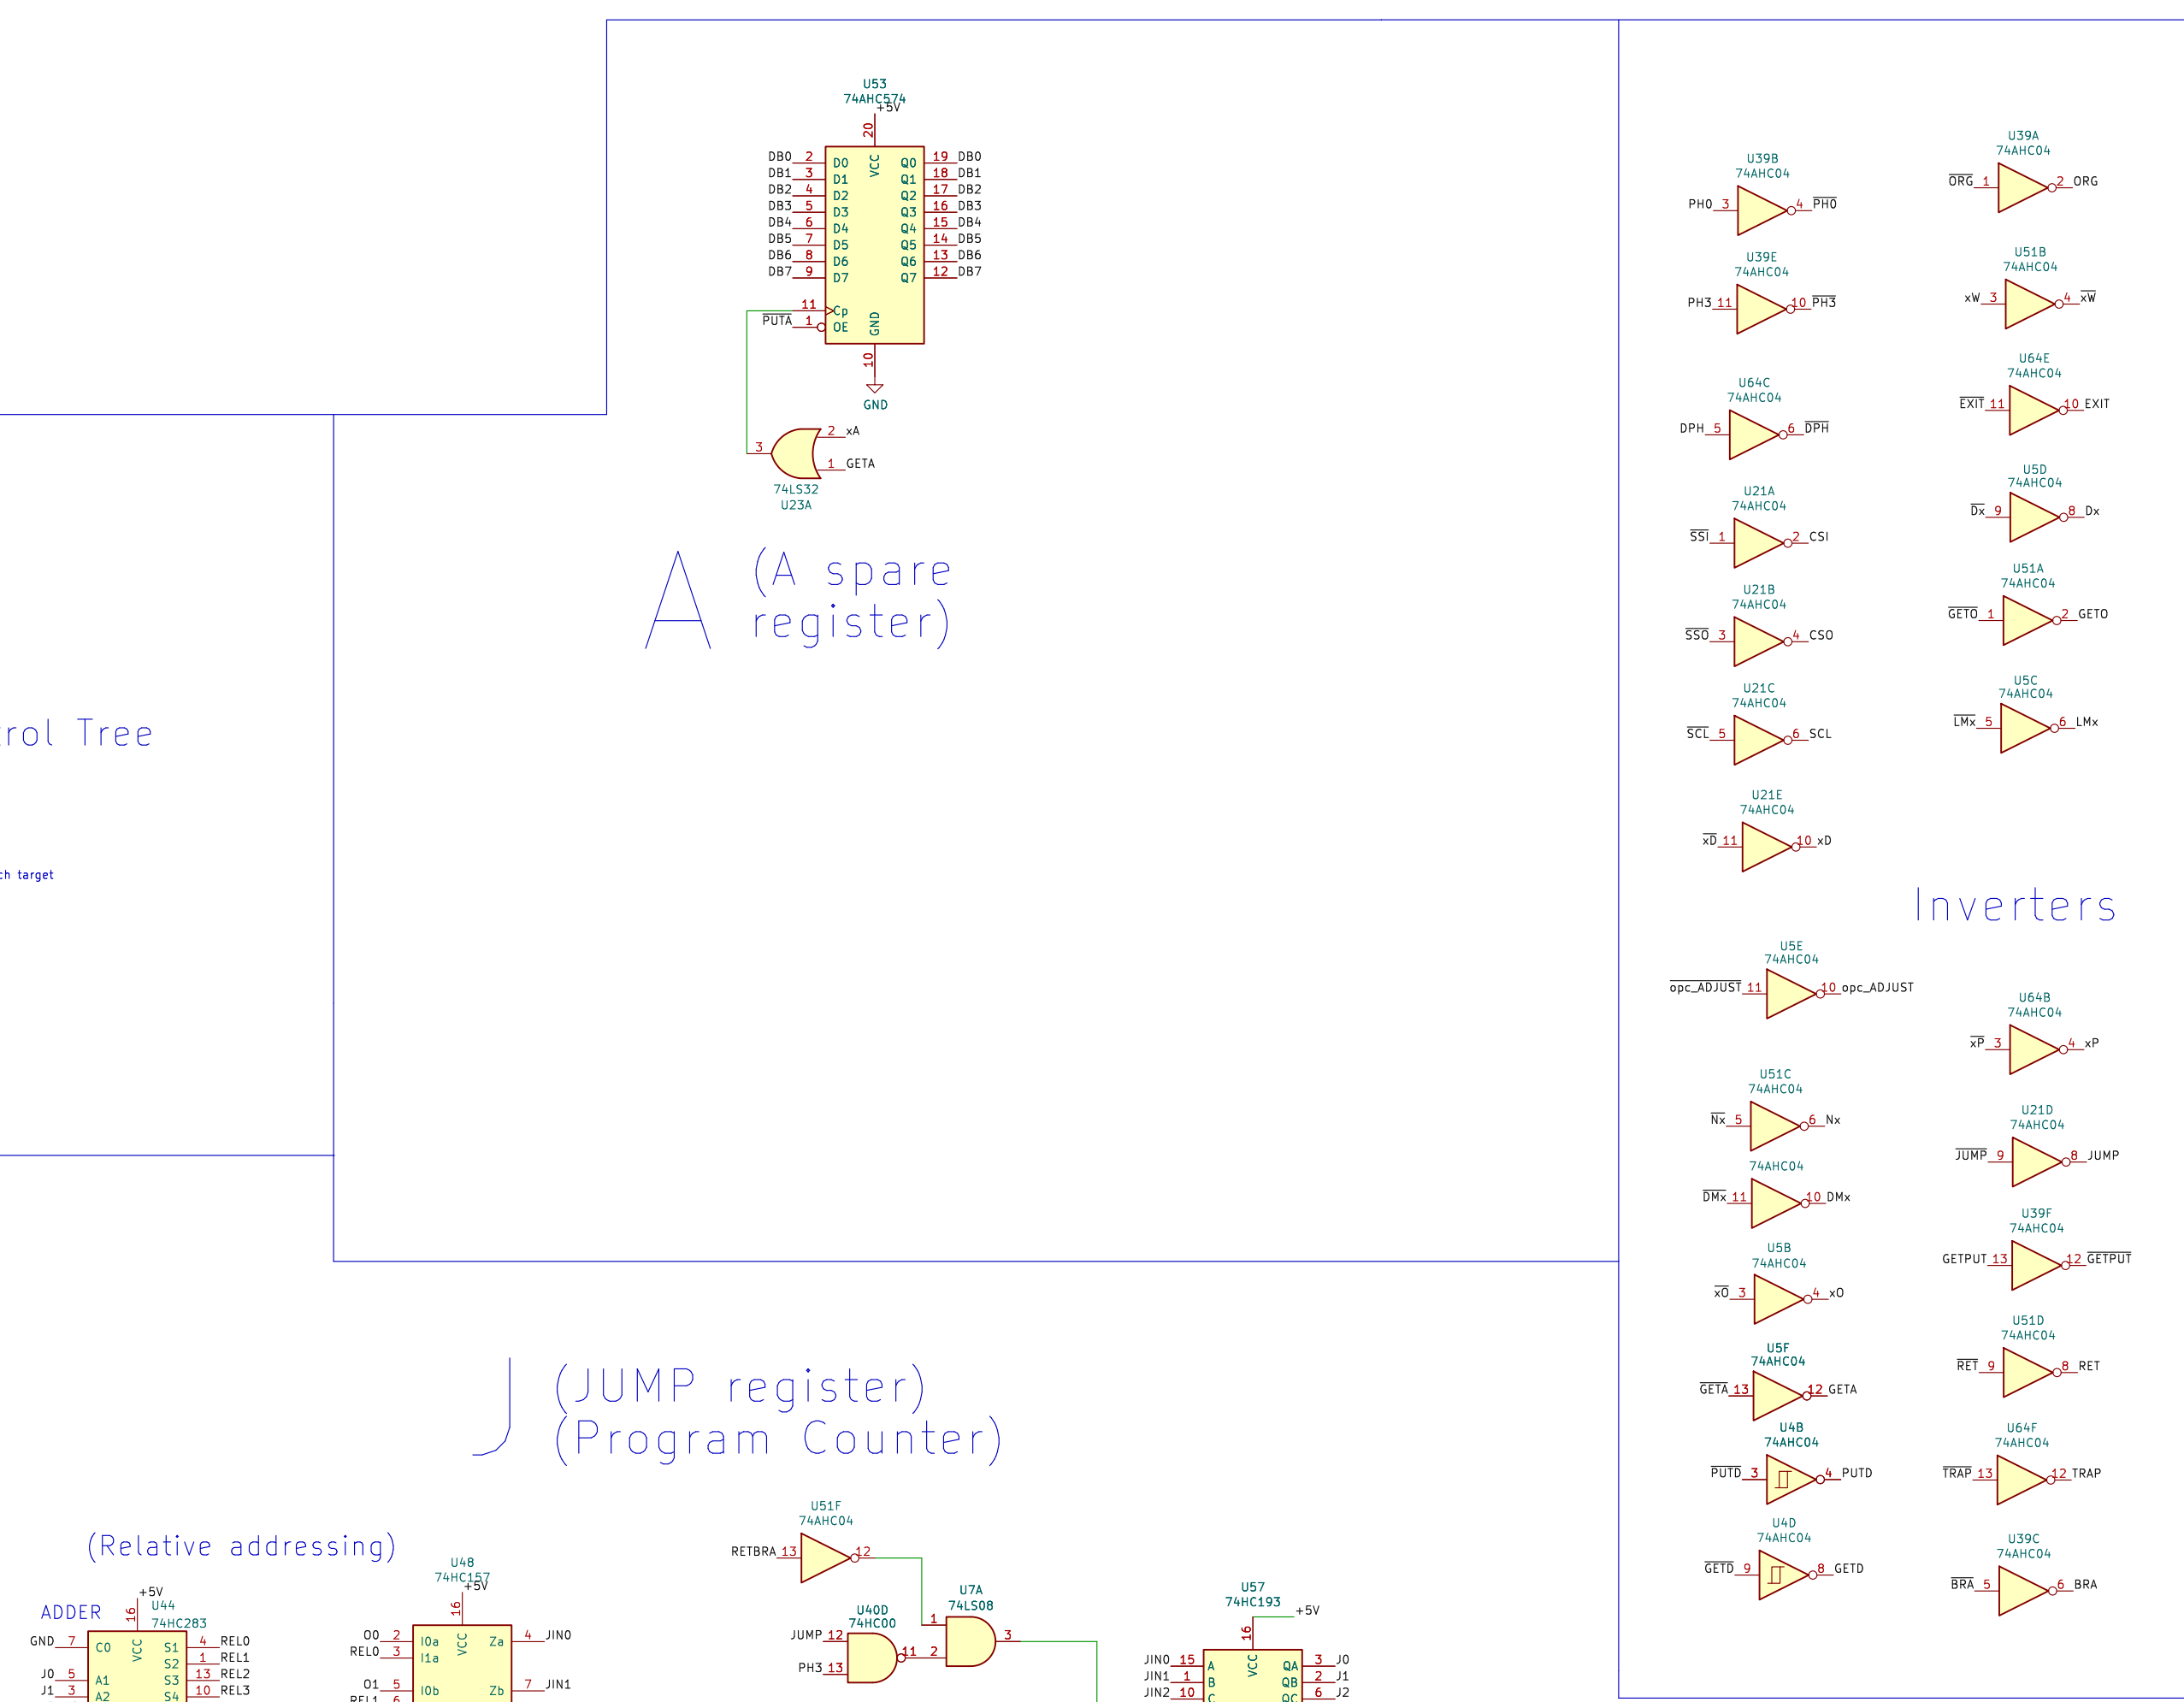 U53
74AHC574
+5V
20
DB0 2 D0 VCC Q0 19 DB0
DB1 3 D1 Q1 18 DB1
DB2 4 D2 Q2 17 DB2
DB3 5 D3 Q3 16 DB3
DB4 6 D4 Q4 15 DB4
DB5 7 D5 Q5 14 DB5
DB6 8 D6 Q6 13 DB6
DB7 9 D7 Q7 12 DB7
11 Cp
PUTA 1 OE GND
10
GND
2 xA
3
1 GETA
74LS32
U23A
A (A spare
register)
trol Tree
ch target
U39B
74AHC04
PH0 3 4 PH0
U39E
74AHC04
PH3 11 10 PH3
U64C
74AHC04
DPH 5 6 DPH
U21A
74AHC04
SSI 1 2 CSI
U21B
74AHC04
SSO 3 4 CSO
U21C
74AHC04
SCL 5 6 SCL
U21E
74AHC04
xD 11 10 xD
U39A
74AHC04
ORG 1 2 ORG
U51B
74AHC04
xW 3 4 xW
U64E
74AHC04
EXIT 11 10 EXIT
U5D
74AHC04
Dx 9 8 Dx
U51A
74AHC04
GETO 1 2 GETO
U5C
74AHC04
LMx 5 6 LMx
Inverters
U5E
74AHC04
opc_ADJUST 11 10 opc_ADJUST
U51C
74AHC04
Nx 5 6 Nx
74AHC04
DMx 11 10 DMx
U5B
74AHC04
xO 3 4 xO
U5F
74AHC04
GETA 13 12 GETA
U4B
74AHC04
PUTD 3 4 PUTD
U4D
74AHC04
GETD 9 8 GETD
U64B
74AHC04
xP 3 4 xP
U21D
74AHC04
JUMP 9 8 JUMP
U39F
74AHC04
GETPUT 13 12 GETPUT
U51D
74AHC04
RET 9 8 RET
U64F
74AHC04
TRAP 13 12 TRAP
U39C
74AHC04
BRA 5 6 BRA
J (JUMP register)
(Program Counter)
(Relative addressing)
ADDER
+5V
U44
74HC283
16
GND 7 C0 VCC S1 4 REL0
S2 1 REL1
J0 5 A1 S3 13 REL2
J1 3 A2 S4 10 REL3
U48
74HC157
+5V
16
O0 2 I0a VCC Za 4 JIN0
REL0 3 I1a
O1 5 I0b Zb 7 JIN1
REL1 6
U51F
74AHC04
RETBRA 13 12
U40D
74HC00
JUMP 12
11
PH3 13
U7A
74LS08
1
3
2
U57
74HC193
+5V
16
JIN0 15 A VCC QA 3 J0
JIN1 1 B QB 2 J1
JIN2 10 C QC 6 J2